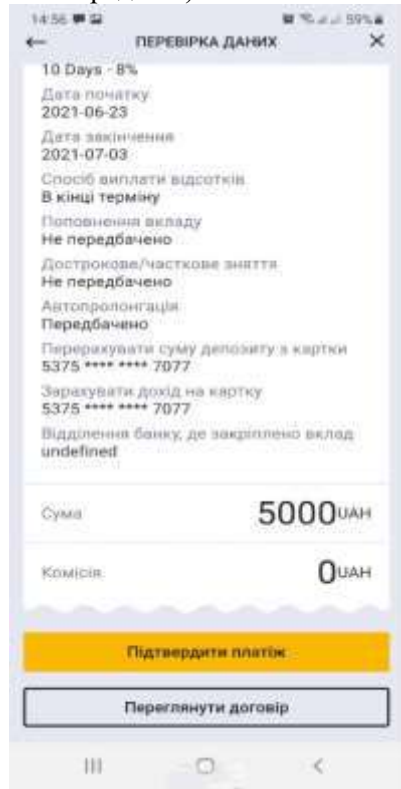 14:56
59%
ПЕРЕВІРКА ДАНИХ
10 Days - 8%
Дата початку
2021-06-23
Дата закінчення
2021-07-03
Спосіб виплати відсотків
В кінці терміну
Поповнення вкладу
Не передбачено
Дострокове/часткове зняття
Не передбачено
Автопролонгація
Передбачено
Перерахувати суму депозиту з картки
5375 **** **** 7077
Зарахувати дохід на картку
5375 **** **** 7077
Відділення банку, де закріплено вклад
undefined
Сума 5000UAH
Комісія 0UAH
Підтвердити платіж
Переглянути договір